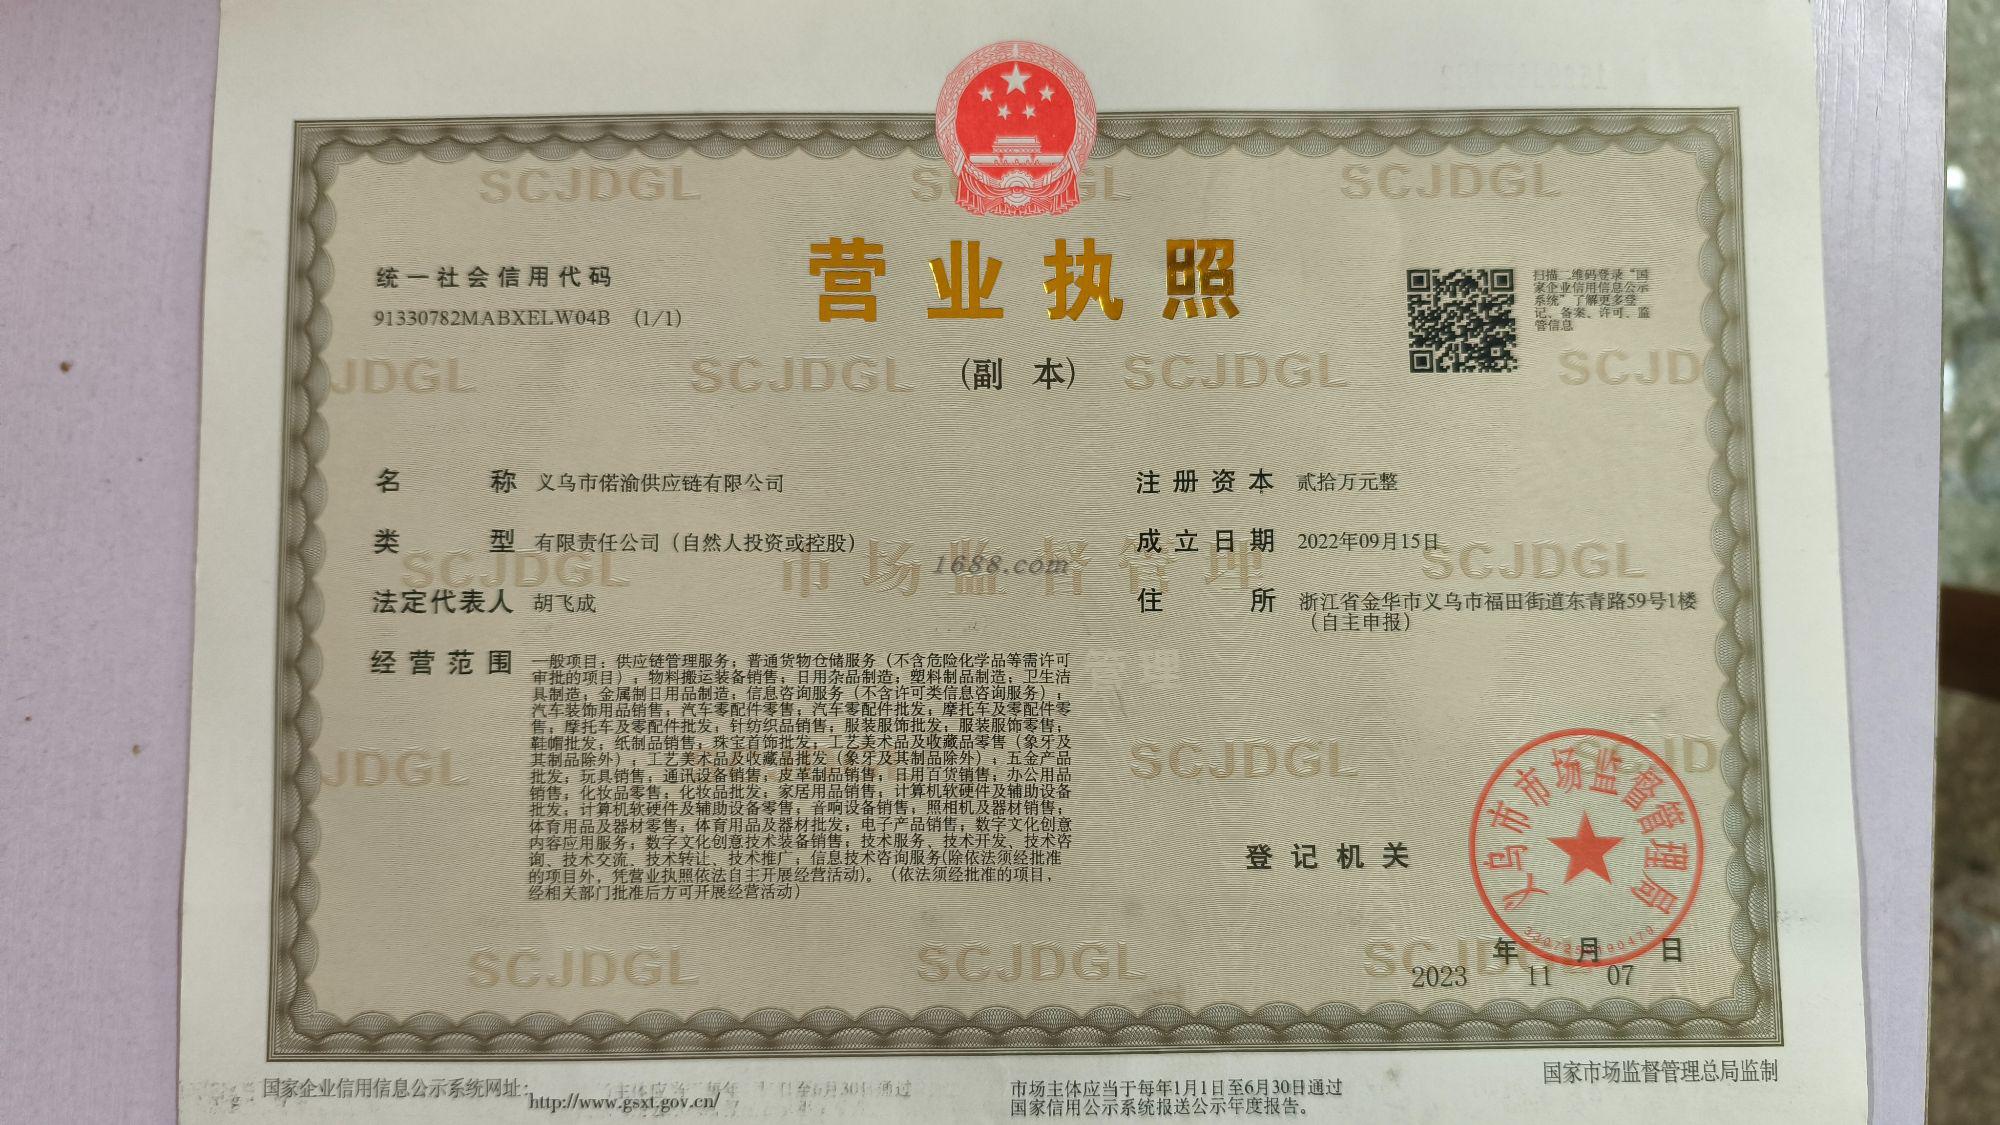 SCJDGL SCJDGL SCJDGL
营业执照
(副 本)
统一社会信用代码
91330782MABXELW04B (1/1)
扫描二维码登录“国
家企业信用信息公示
系统”了解更多登
记、备案、许可、监
管信息
JDGL SCJDGL SCJDGL SCJD
名 称 义乌市偌渝供应链有限公司
类 型 有限责任公司（自然人投资或控股）
法定代表人 胡飞成
经营范围 一般项目：供应链管理服务；普通货物仓储服务（不含危险化学品等需许可
审批的项目）；物料搬运装备销售；日用杂品制造；塑料制品制造；卫生洁
具制造；金属制日用品制造；信息咨询服务（不含许可类信息咨询服务）；
汽车装饰用品销售；汽车零配件零售；汽车零配件批发；摩托车及零配件零
售；摩托车及零配件批发；针纺织品销售；服装服饰批发；服装服饰零售；
鞋帽批发；纸制品销售；珠宝首饰批发；工艺美术品及收藏品零售（象牙及
其制品除外）；工艺美术品及收藏品批发（象牙及其制品除外）；五金产品
批发；玩具销售；通讯设备销售；皮革制品销售；日用百货销售；办公用品
销售；化妆品零售；化妆品批发；家居用品销售；计算机软硬件及辅助设备
批发；计算机软硬件及辅助设备零售；音响设备销售；照相机及器材销售；
体育用品及器材零售；体育用品及器材批发；电子产品销售；数字文化创意
内容应用服务；数字文化创意技术装备销售；技术服务、技术开发、技术咨
询、技术交流、技术转让、技术推广；信息技术咨询服务(除依法须经批准
的项目外，凭营业执照依法自主开展经营活动)。（依法须经批准的项目，
经相关部门批准后方可开展经营活动）
注册资本 贰拾万元整
成立日期 2022年09月15日
住 所 浙江省金华市义乌市福田街道东青路59号1楼
（自主申报）
SCJDGL 市场监督管理 SCJDGL
1688.com
管理
JDGL SCJDGL SCJD
登记机关
义乌市市场监督管理局
年 月 日
2023 11 07
SCJDGL SCJDGL SCJDGL
国家企业信用信息公示系统网址：
http://www.gsxt.gov.cn/
市场主体应当于每年1月1日至6月30日通过
国家信用公示系统报送公示年度报告。
国家市场监督管理总局监制